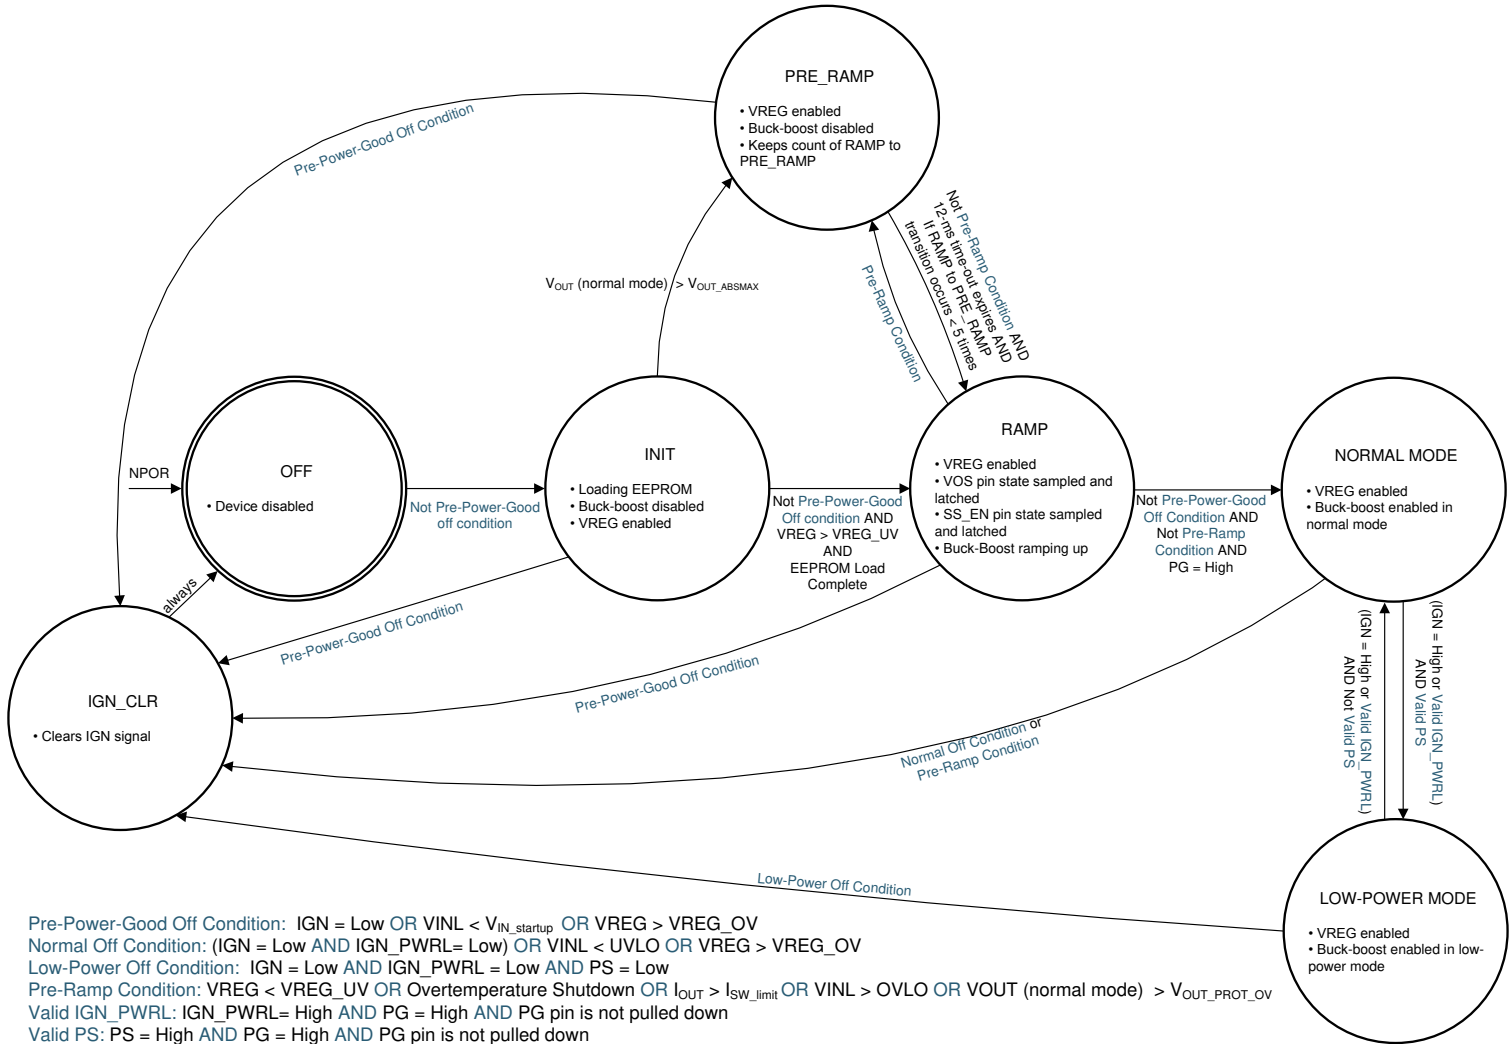 PRE_RAMP
• VREG enabled
• Buck-boost disabled
• Keeps count of RAMP to
PRE_RAMP
Pre-Power-Good Off Condition
Not Pre-Ramp Condition AND
12-ms time-out expires AND
If RAMP to PRE_RAMP
transition occurs < 5 times
Pre-Ramp Condition
VOUT (normal mode) > VOUT_ABSMAX
NPOR
OFF
• Device disabled
Not Pre-Power-Good
off condition
INIT
• Loading EEPROM
• Buck-boost disabled
• VREG enabled
Not Pre-Power-Good
Off condition AND
VREG > VREG_UV
AND
EEPROM Load
Complete
RAMP
• VREG enabled
• VOS pin state sampled and
latched
• SS_EN pin state sampled
and latched
• Buck-Boost ramping up
Not Pre-Power-Good
Off Condition AND
Not Pre-Ramp
Condition AND
PG = High
NORMAL MODE
• VREG enabled
• Buck-boost enabled in
normal mode
always
Pre-Power-Good Off Condition
Pre-Power-Good Off Condition
(IGN = High or Valid IGN_PWRL)
AND Not Valid PS
(IGN = High or Valid IGN_PWRL)
AND Valid PS
IGN_CLR
• Clears IGN signal
Normal Off Condition or
Pre-Ramp Condition
Low-Power Off Condition
LOW-POWER MODE
• VREG enabled
• Buck-boost enabled in low-
power mode
Pre-Power-Good Off Condition: IGN = Low OR VINL < VIN_startup OR VREG > VREG_OV
Normal Off Condition: (IGN = Low AND IGN_PWRL= Low) OR VINL < UVLO OR VREG > VREG_OV
Low-Power Off Condition: IGN = Low AND IGN_PWRL = Low AND PS = Low
Pre-Ramp Condition: VREG < VREG_UV OR Overtemperature Shutdown OR IOUT > ISW_limit OR VINL > OVLO OR VOUT (normal mode) > VOUT_PROT_OV
Valid IGN_PWRL: IGN_PWRL= High AND PG = High AND PG pin is not pulled down
Valid PS: PS = High AND PG = High AND PG pin is not pulled down